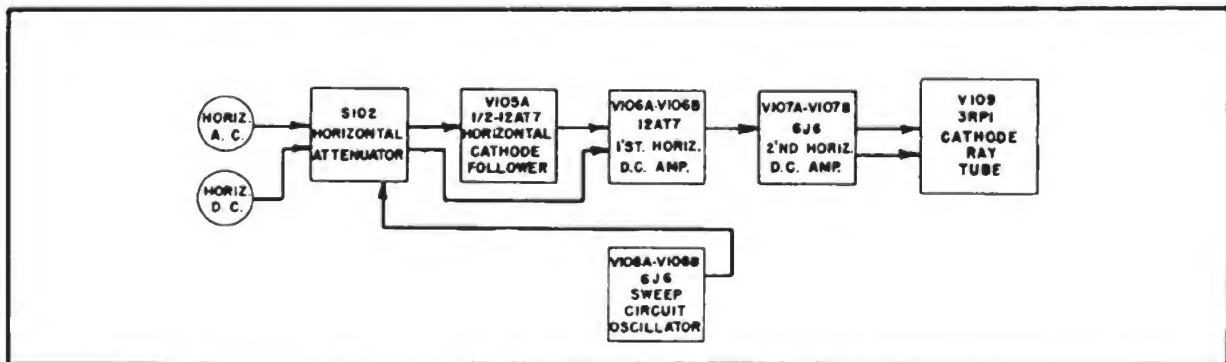 HORIZ.
A. C.
HORIZ.
D. C.
S102
HORIZONTAL
ATTENUATOR
V105A
1/2-12AT7
HORIZONTAL
CATHODE
FOLLOWER
V106A-V106B
12AT7
1'ST. HORIZ.
D.C. AMP.
V107A-V107B
6J6
2'ND HORIZ.
D.C. AMP.
V109
3RP1
CATHODE
RAY
TUBE
V108A-V108B
6J6
SWEEP
CIRCUIT
OSCILLATOR